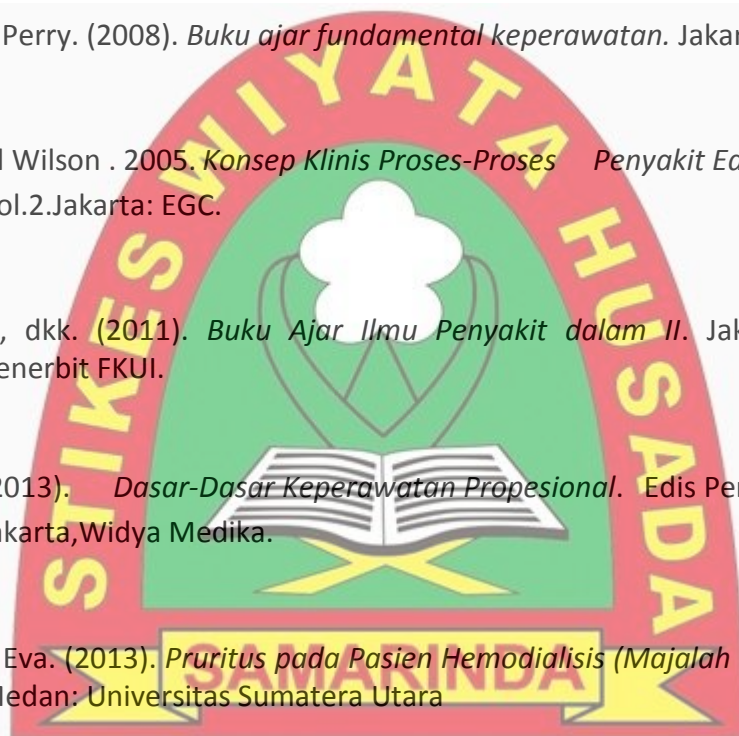 Perry. (2008). Buku ajar fundamental keperawatan. Jakar
Wilson . 2005. Konsep Klinis Proses-Proses Penyakit Ed
ol.2.Jakarta: EGC.
, dkk. (2011). Buku Ajar Ilmu Penyakit dalam II. Jak
enerbit FKUI.
2013). Dasar-Dasar Keperawatan Propesional. Edis Per
akarta,Widya Medika.
Eva. (2013). Pruritus pada Pasien Hemodialisis (Majalah
Medan: Universitas Sumatera Utara
STIKES WIYATA HUSADA
SAMARINDA